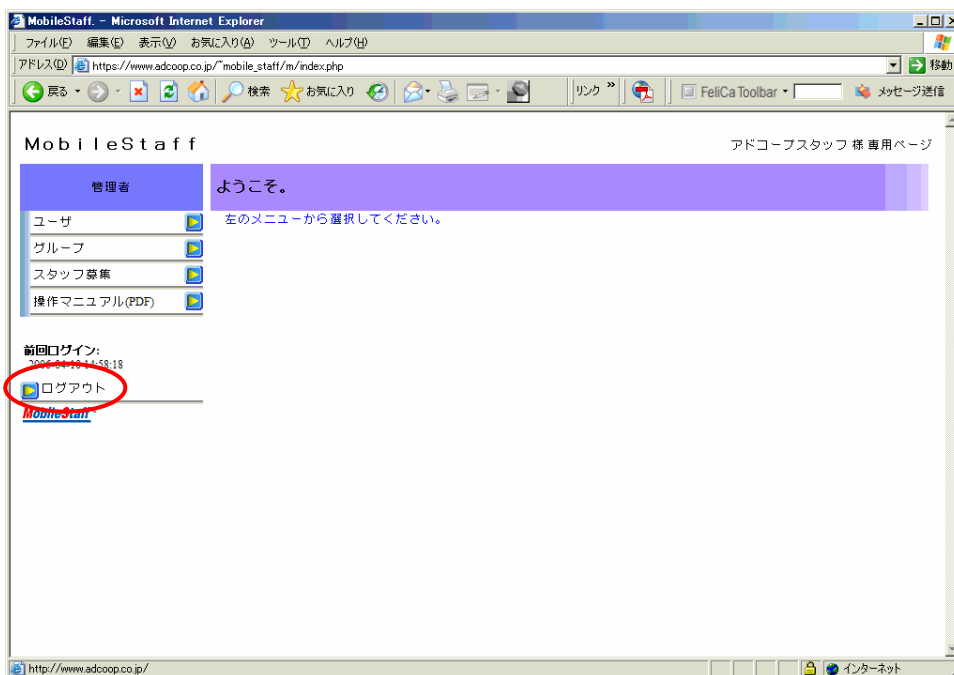 MobileStaff. - Microsoft Internet Explorer
ファイル(F) 編集(E) 表示(V) お気に入り(A) ツール(T) ヘルプ(H)
アドレス(D) https://www.adcoop.co.jp/~mobile_staff/m/index.php 移動
戻る 検索 お気に入り リンク » FeliCa Toolbar メッセージ送信
MobileStaff アドコープスタッフ 様 専用ページ
管理者 ようこそ。
左のメニューから選択してください。
ユーザ
グループ
スタッフ募集
操作マニュアル(PDF)
前回ログイン:
ログアウト
MobileStaff
http://www.adcoop.co.jp/ インターネット